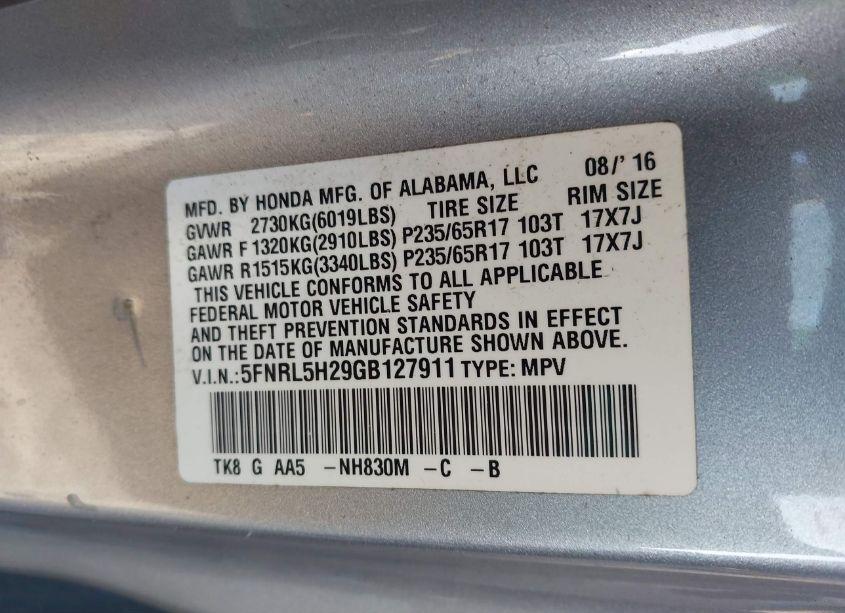 MFD. BY HONDA MFG. OF ALABAMA, LLC 08/' 16
GVWR 2730KG(6019LBS) TIRE SIZE RIM SIZE
GAWR F 1320KG(2910LBS) P235/65R17 103T 17X7J
GAWR R1515KG(3340LBS) P235/65R17 103T 17X7J
THIS VEHICLE CONFORMS TO ALL APPLICABLE
FEDERAL MOTOR VEHICLE SAFETY
AND THEFT PREVENTION STANDARDS IN EFFECT
ON THE DATE OF MANUFACTURE SHOWN ABOVE.
V.I.N.:5FNRL5H29GB127911 TYPE: MPV
TK8 G AA5 -NH830M -C -B